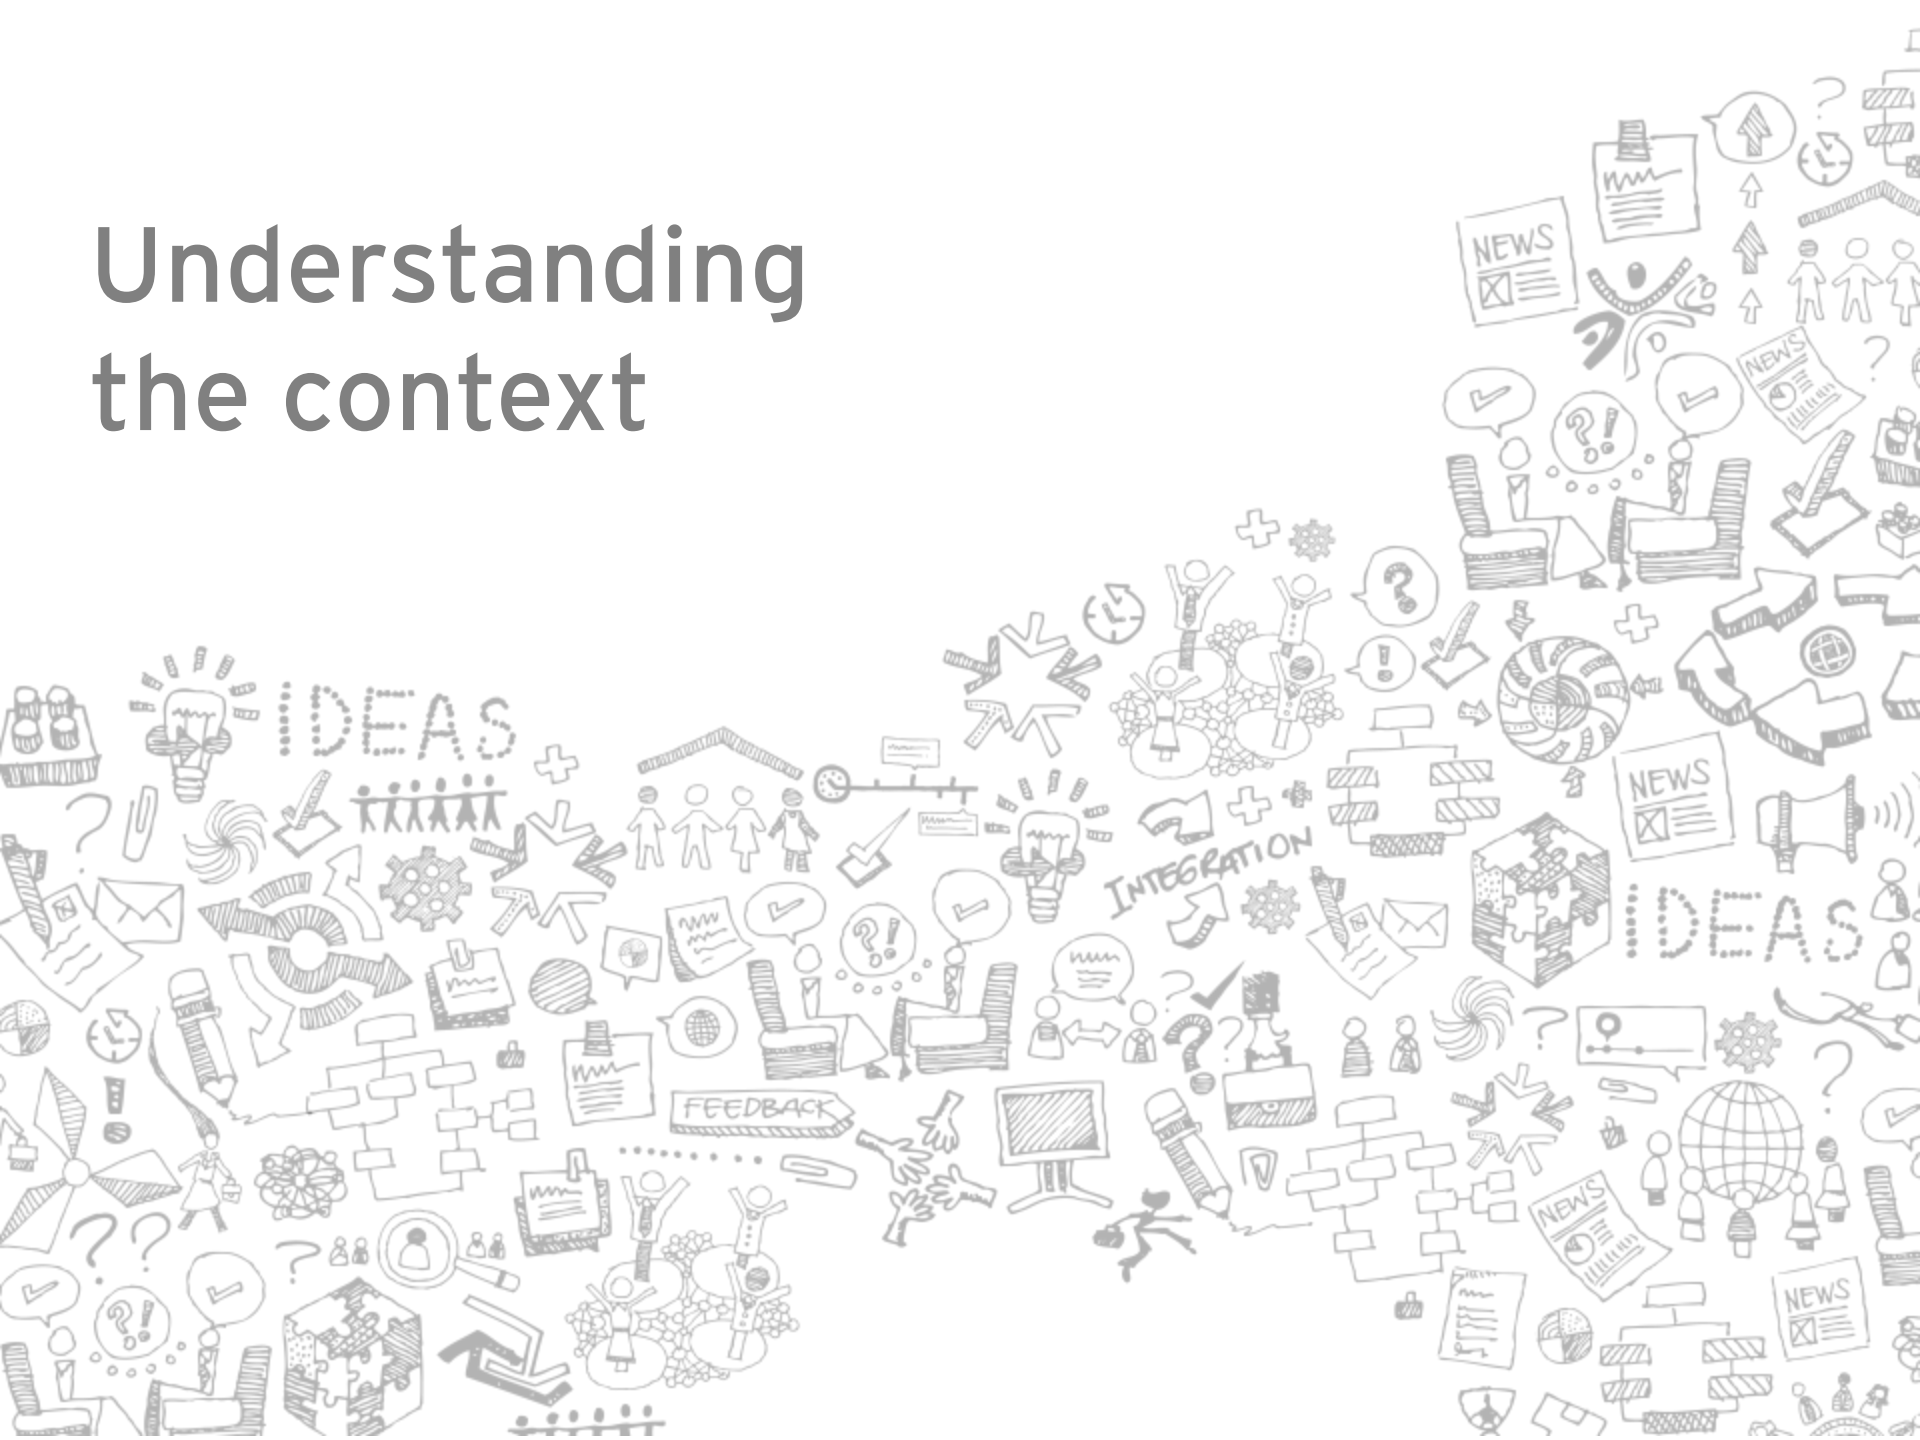 Understanding
the context
NEWS
NEWS
IDEAS
NEWS
INTEGRATION
IDEAS
FEEDBACK
NEWS
NEWS